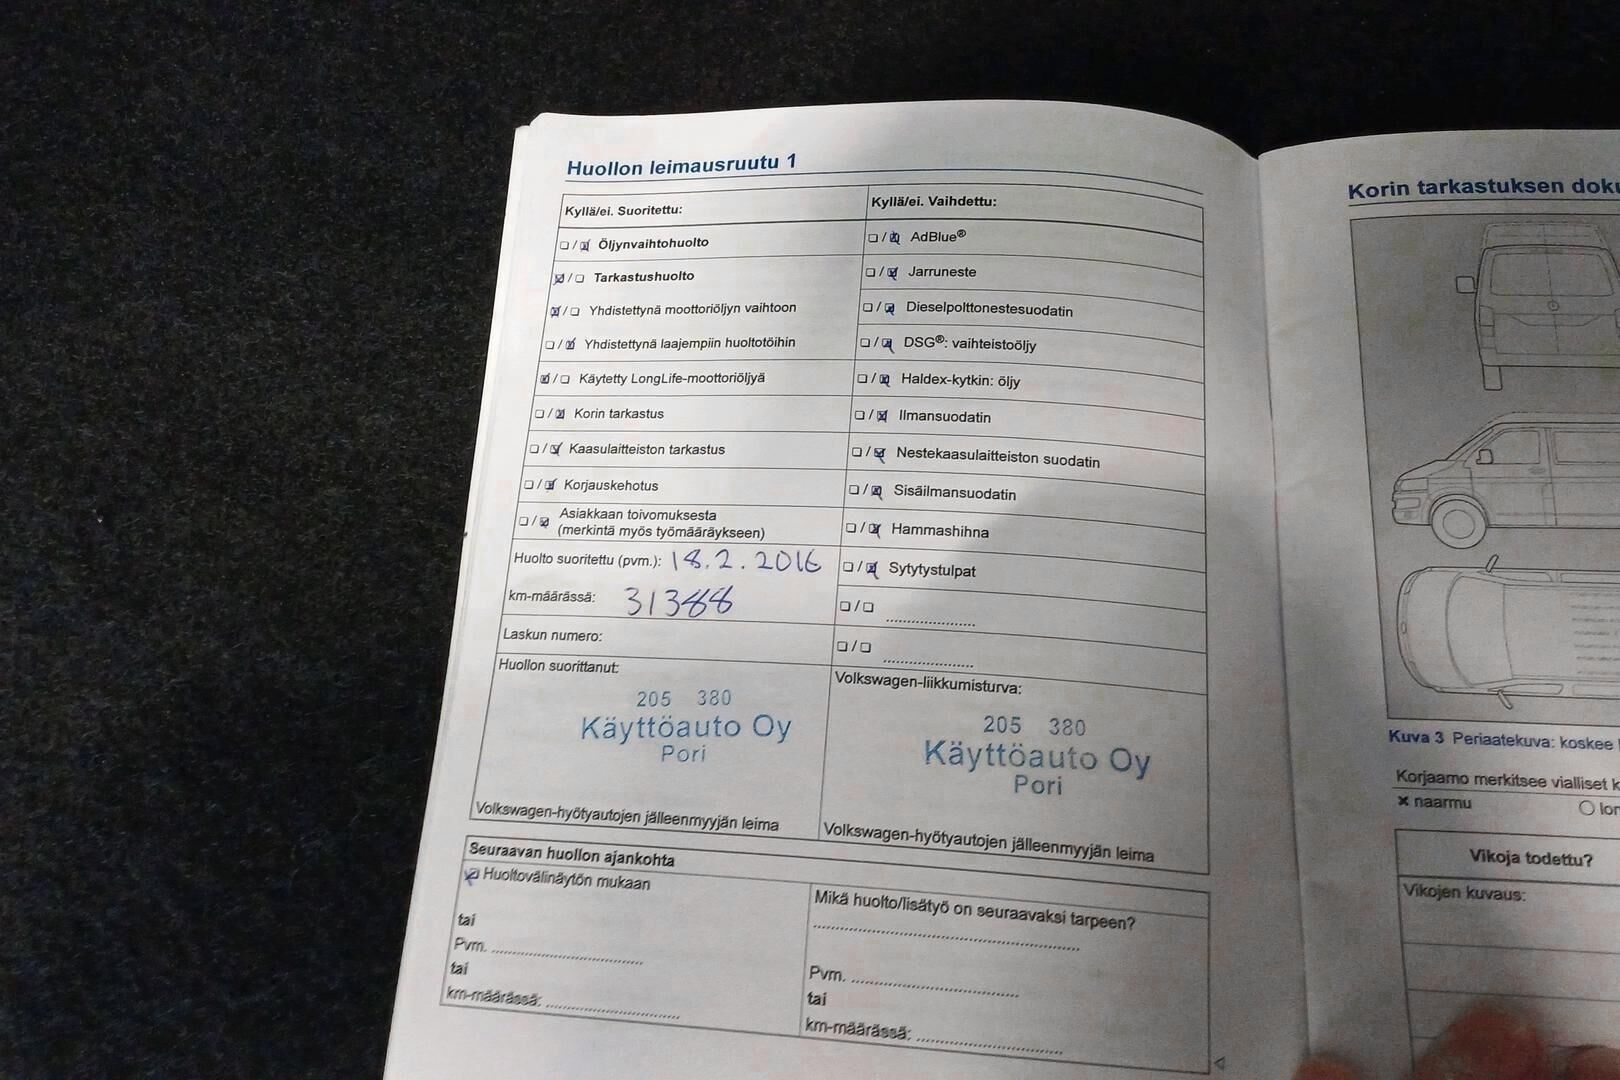 Huollon leimausruutu 1
Kyllä/ei. Suoritettu:
Öljynvaihtohuolto
Tarkastushuolto
Yhdistettynä moottoriöljyn vaihtoon
Yhdistettynä laajempiin huoltotöihin
Käytetty LongLife-moottoriöljyä
Korin tarkastus
Kaasulaitteiston tarkastus
Korjauskehotus
Asiakkaan toivomuksesta
(merkintä myös työmääräykseen)
Huolto suoritettu (pvm.): 18.2.2016
km-määrässä: 31388
Laskun numero:
Huollon suorittanut:
205 380
Käyttöauto Oy
Pori
Volkswagen-hyötyautojen jälleenmyyjän leima
Kyllä/ei. Vaihdettu:
AdBlue®
Jarruneste
Dieselpolttonestesuodatin
DSG®: vaihteistoöljy
Haldex-kytkin: öljy
Ilmansuodatin
Nestekaasulaitteiston suodatin
Sisäilmansuodatin
Hammashihna
Sytytystulpat
Volkswagen-liikkumisturva:
205 380
Käyttöauto Oy
Pori
Volkswagen-hyötyautojen jälleenmyyjän leima
Seuraavan huollon ajankohta
Huoltovälinäytön mukaan
tai
Pvm.
tai
km-määrässä:
Mikä huolto/lisätyö on seuraavaksi tarpeen?
Pvm.
tai
km-määrässä:
Korin tarkastuksen
Kuva 3 Periaatekuva: koskee
Korjaamo merkitsee vialliset
naarmu
Vikoja todettu?
Vikojen kuvaus: